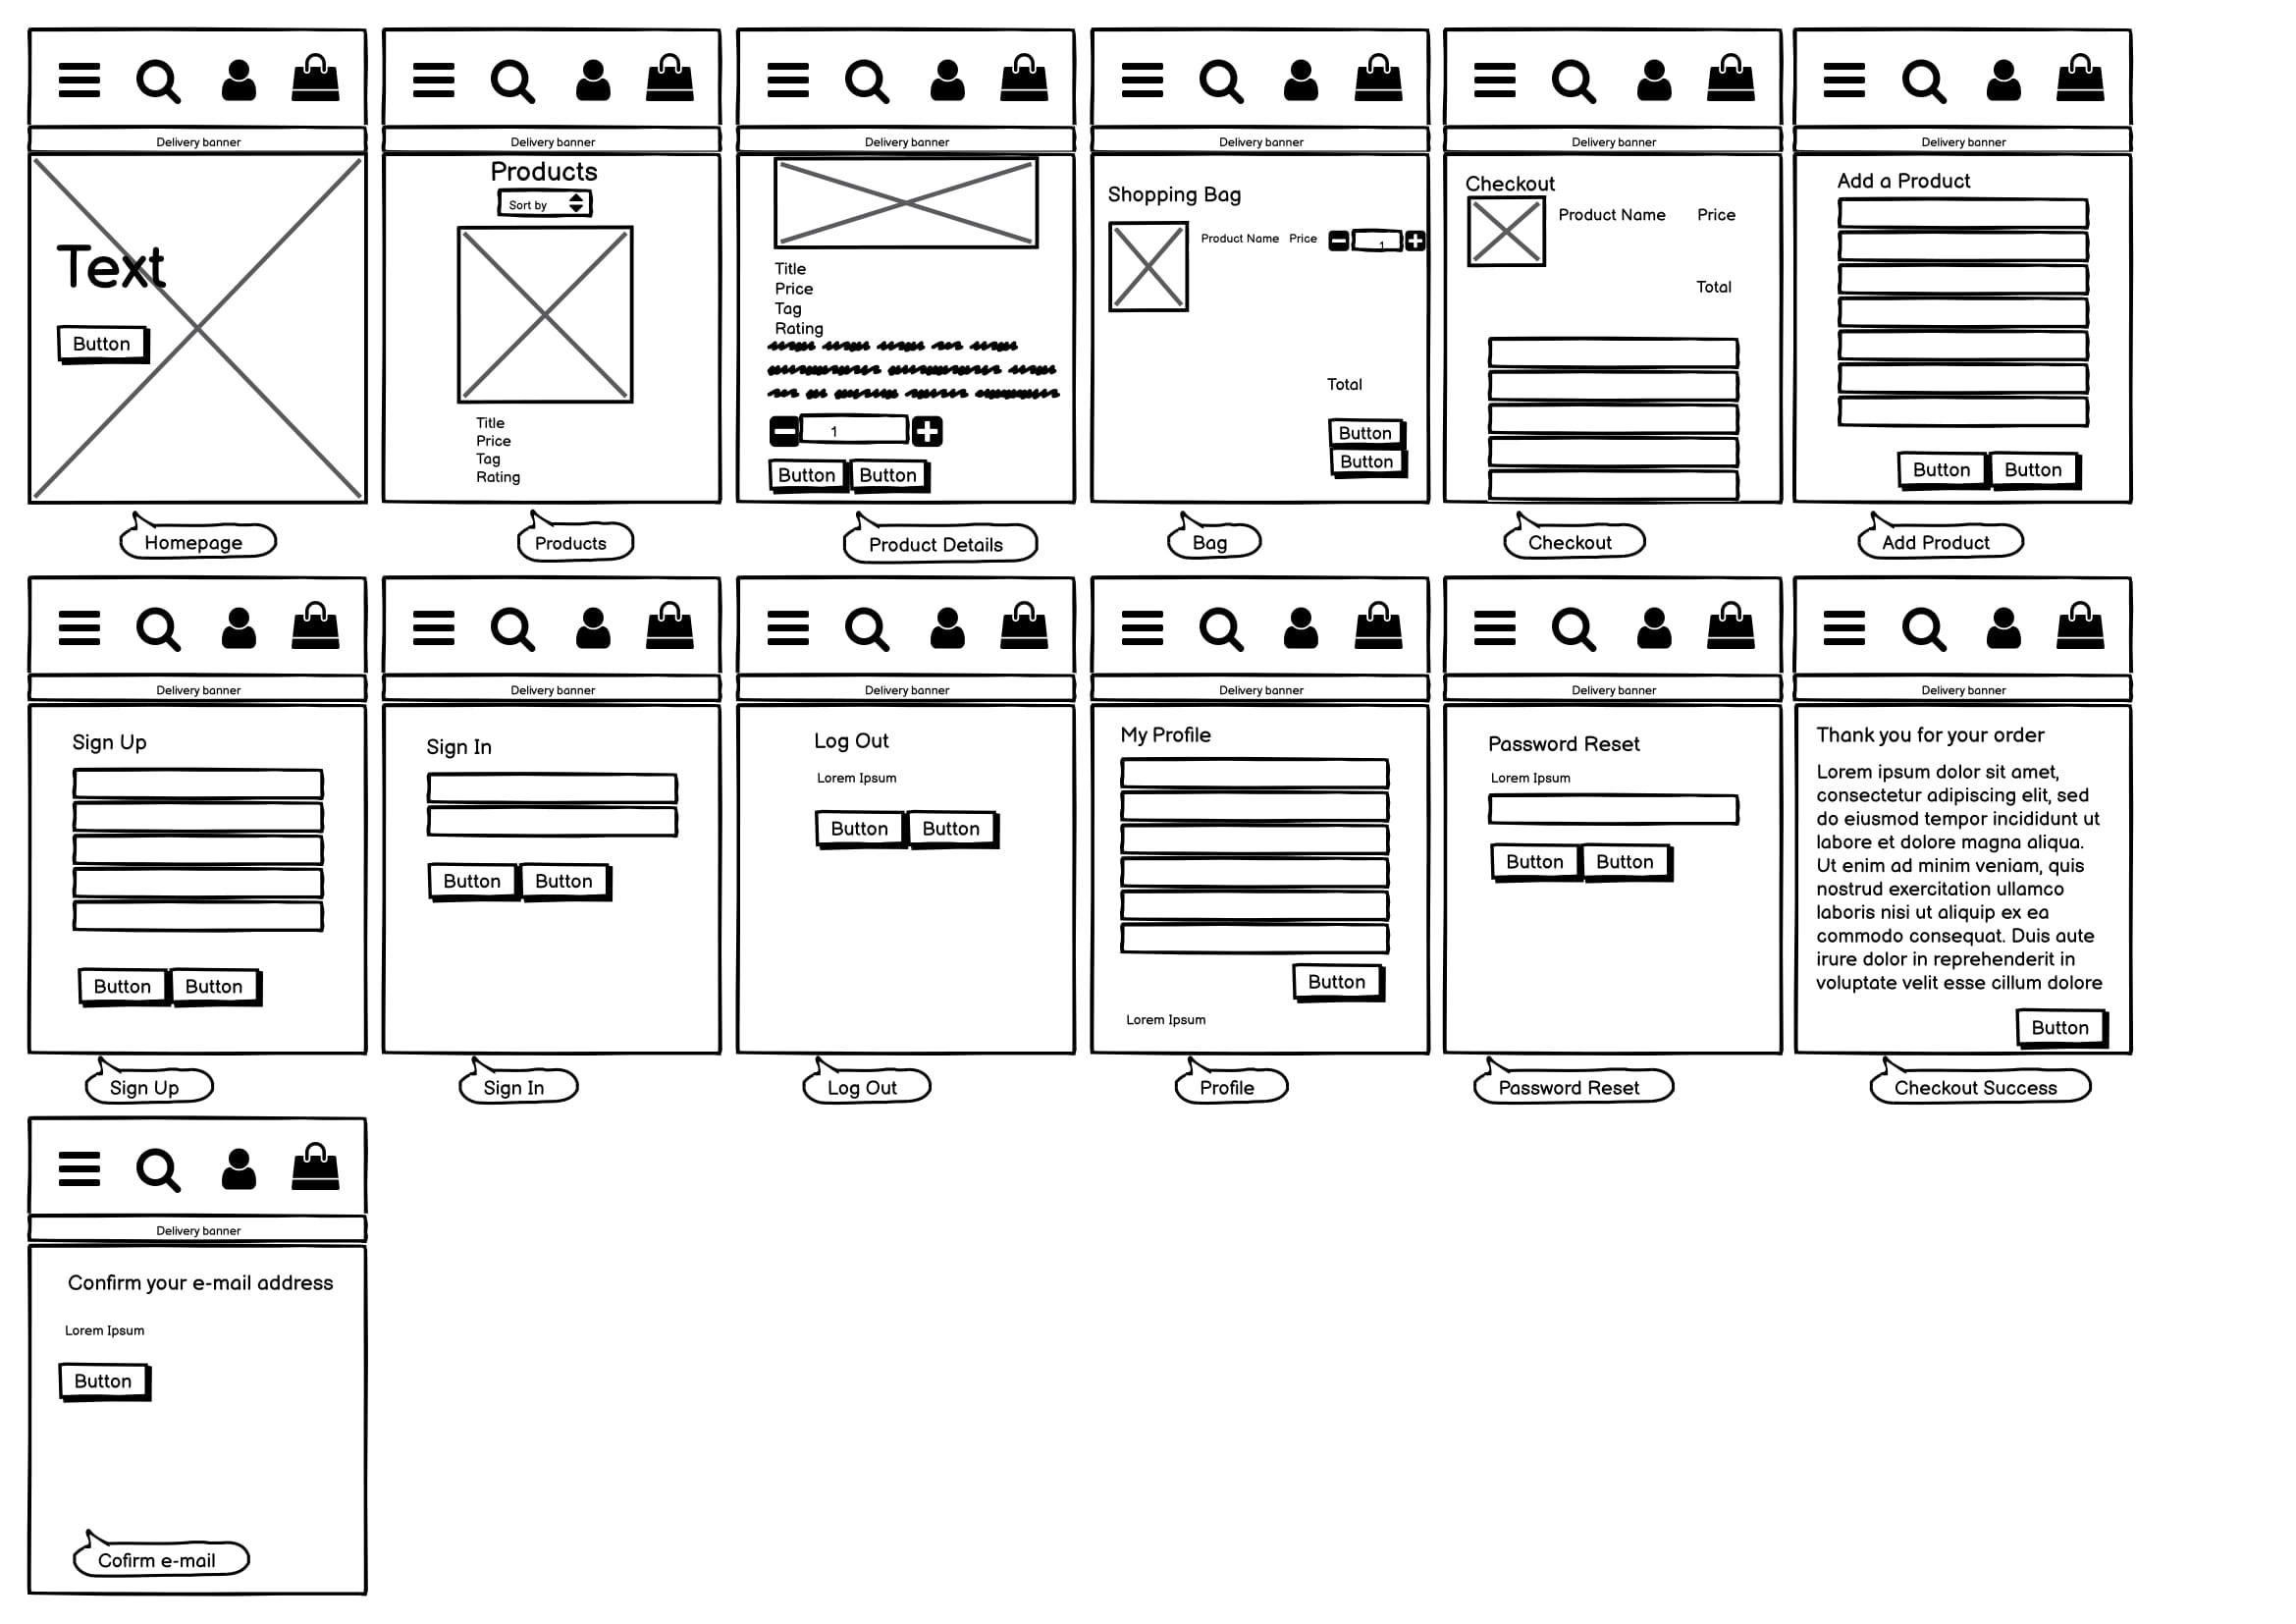 Delivery banner
Text
Button
Homepage
Delivery banner
Products
Sort by
Title
Price
Tag
Rating
Products
Delivery banner
Title
Price
Tag
Rating
1
Button Button
Product Details
Delivery banner
Shopping Bag
Product Name Price 1
Total
Button
Button
Bag
Delivery banner
Checkout
Product Name Price
Total
Checkout
Delivery banner
Add a Product
Button Button
Add Product
Delivery banner
Sign Up
Button Button
Sign Up
Delivery banner
Sign In
Button Button
Sign In
Delivery banner
Log Out
Lorem Ipsum
Button Button
Log Out
Delivery banner
My Profile
Button
Lorem Ipsum
Profile
Delivery banner
Password Reset
Lorem Ipsum
Button Button
Password Reset
Delivery banner
Thank you for your order
Lorem ipsum dolor sit amet,
consectetur adipiscing elit, sed
do eiusmod tempor incididunt ut
labore et dolore magna aliqua.
Ut enim ad minim veniam, quis
nostrud exercitation ullamco
laboris nisi ut aliquip ex ea
commodo consequat. Duis aute
irure dolor in reprehenderit in
voluptate velit esse cillum dolore
Button
Checkout Success
Delivery banner
Confirm your e-mail address
Lorem Ipsum
Button
Cofirm e-mail